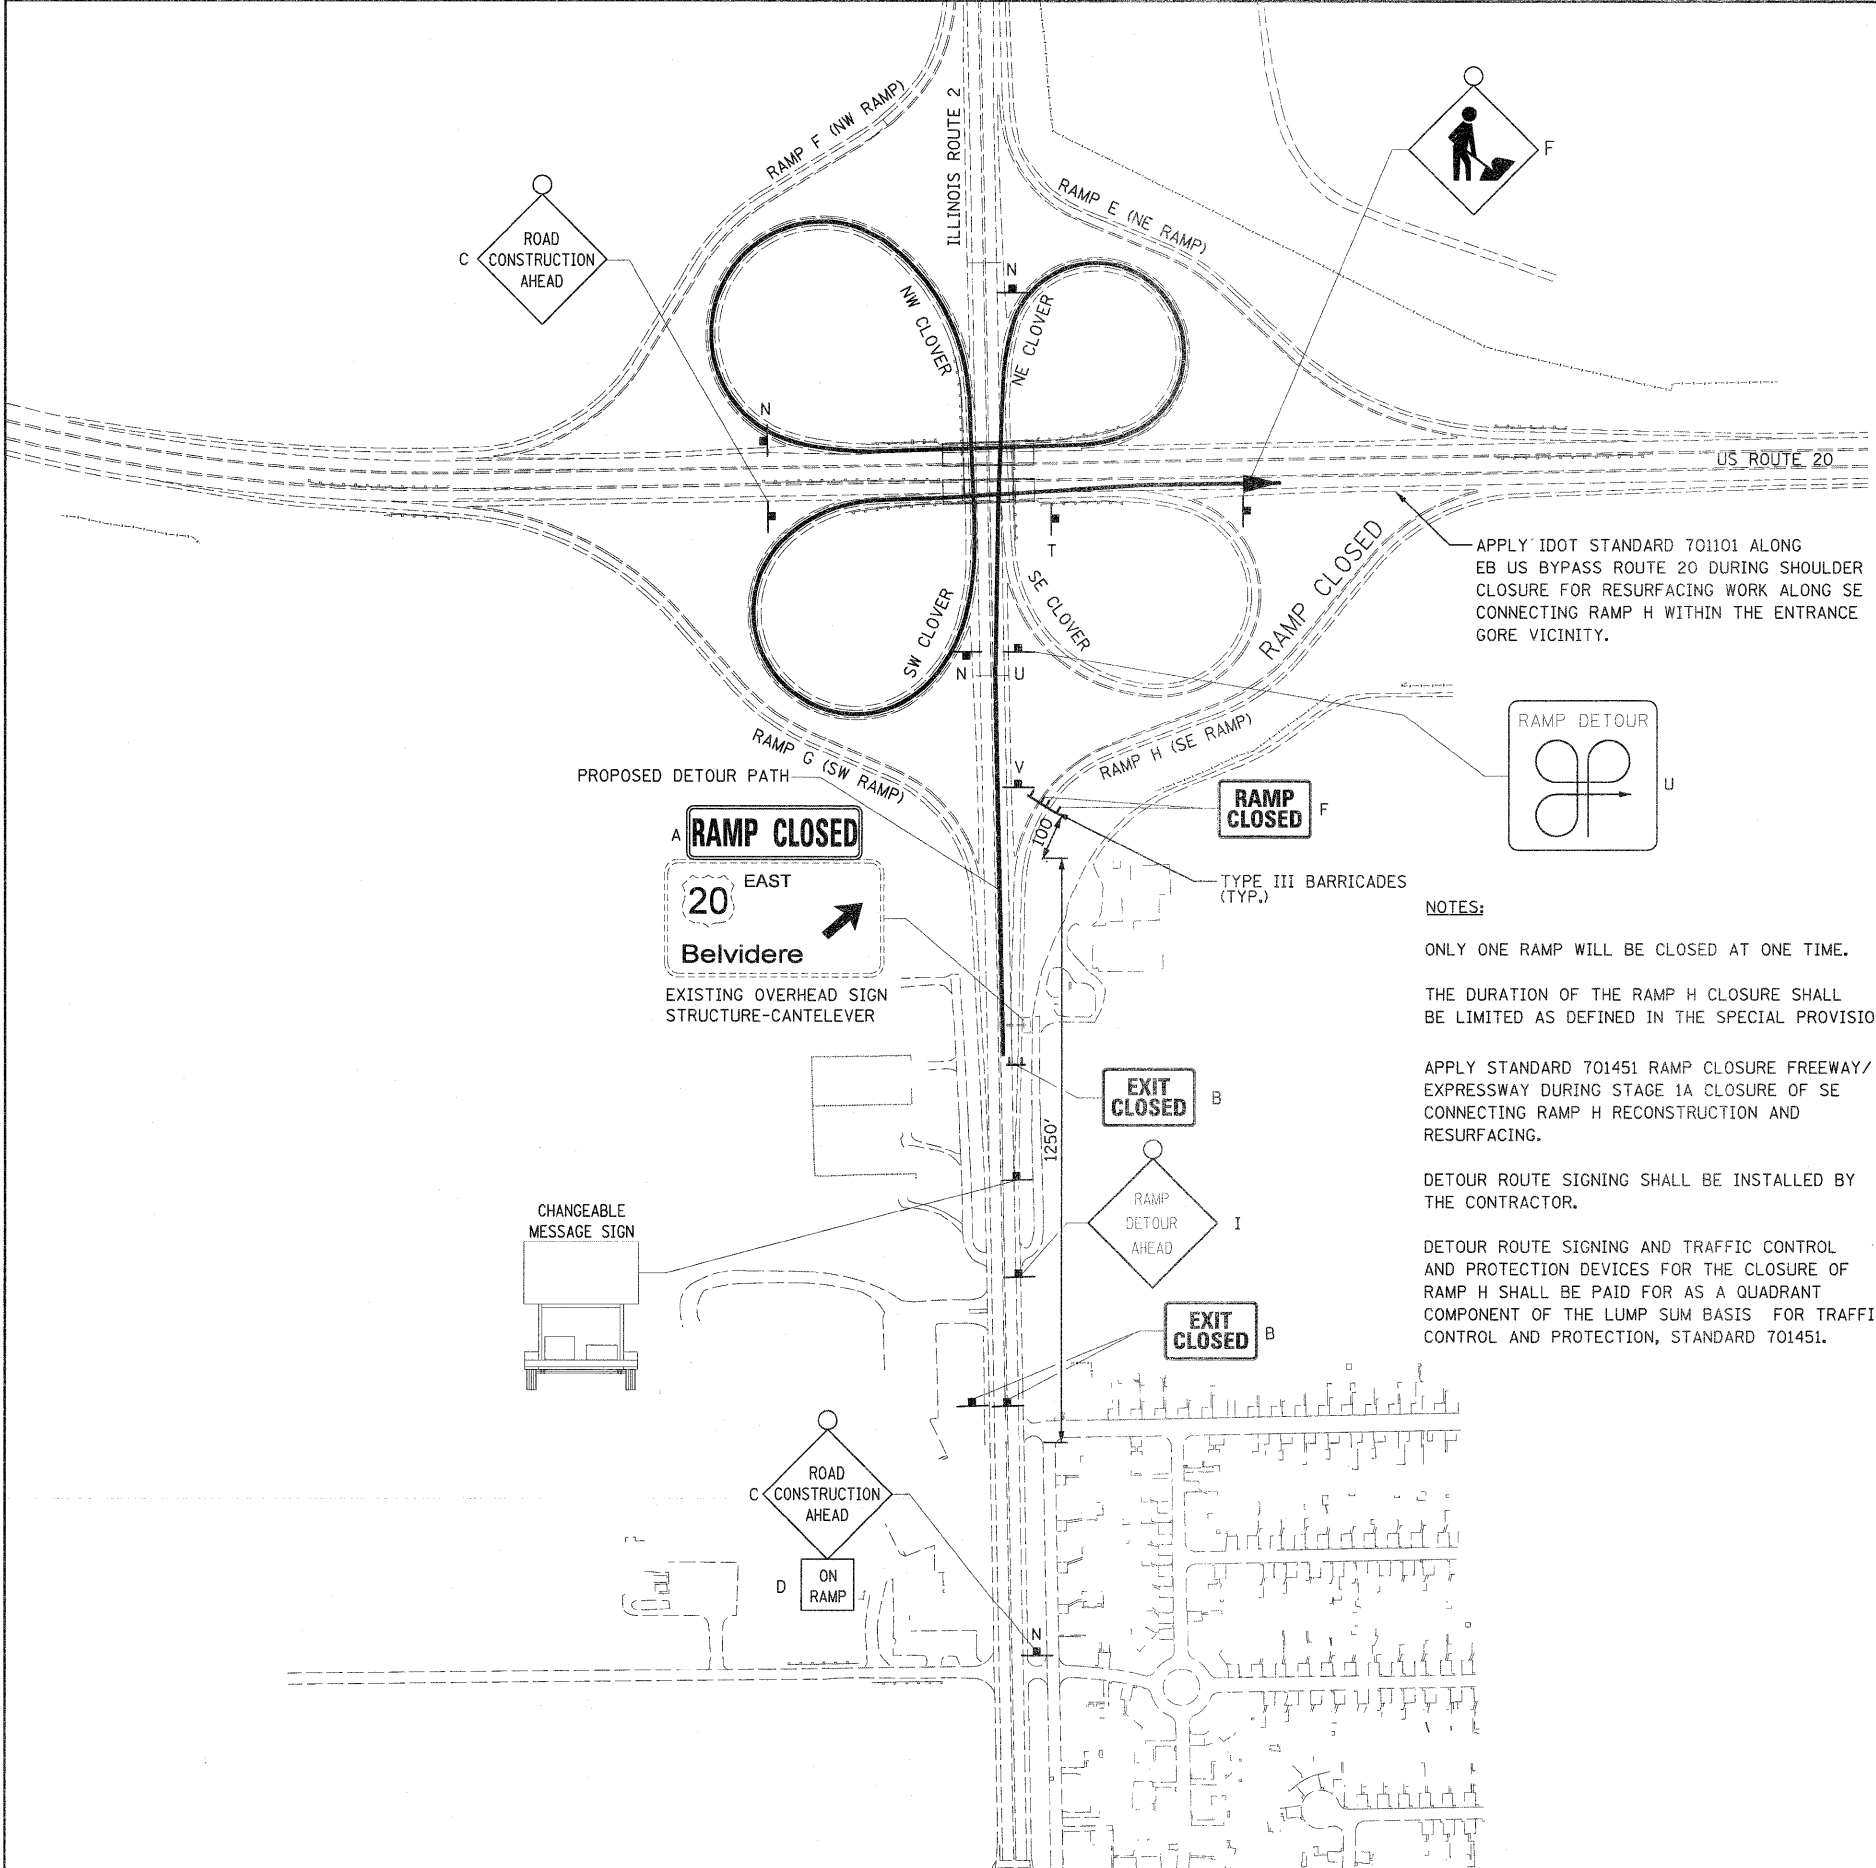 RAMP F (NW RAMP)
ILLINOIS ROUTE 2
F
ROAD
CONSTRUCTION
AHEAD
C
RAMP E (NE RAMP)
N
NW CLOVER
NE CLOVER
N
US ROUTE 20
T
RAMP CLOSED
SE CLOVER
SW CLOVER
N
U
APPLY IDOT STANDARD 701101 ALONG
EB US BYPASS ROUTE 20 DURING SHOULDER
CLOSURE FOR RESURFACING WORK ALONG SE
CONNECTING RAMP H WITHIN THE ENTRANCE
GORE VICINITY.
RAMP DETOUR
U
RAMP G (SW RAMP)
RAMP H (SE RAMP)
PROPOSED DETOUR PATH
V
RAMP
CLOSED
F
100'
A
RAMP CLOSED
20
EAST
Belvidere
EXISTING OVERHEAD SIGN
STRUCTURE-CANTELEVER
TYPE III BARRICADES
(TYP.)
NOTES:
ONLY ONE RAMP WILL BE CLOSED AT ONE TIME.
THE DURATION OF THE RAMP H CLOSURE SHALL
BE LIMITED AS DEFINED IN THE SPECIAL PROVISIO
APPLY STANDARD 701451 RAMP CLOSURE FREEWAY/
EXPRESSWAY DURING STAGE 1A CLOSURE OF SE
CONNECTING RAMP H RECONSTRUCTION AND
RESURFACING.
DETOUR ROUTE SIGNING SHALL BE INSTALLED BY
THE CONTRACTOR.
DETOUR ROUTE SIGNING AND TRAFFIC CONTROL
AND PROTECTION DEVICES FOR THE CLOSURE OF
RAMP H SHALL BE PAID FOR AS A QUADRANT
COMPONENT OF THE LUMP SUM BASIS FOR TRAFFI
CONTROL AND PROTECTION, STANDARD 701451.
EXIT
CLOSED
B
1250'
RAMP
DETOUR
AHEAD
I
CHANGEABLE
MESSAGE SIGN
EXIT
CLOSED
B
ROAD
CONSTRUCTION
AHEAD
C
D
ON
RAMP
N